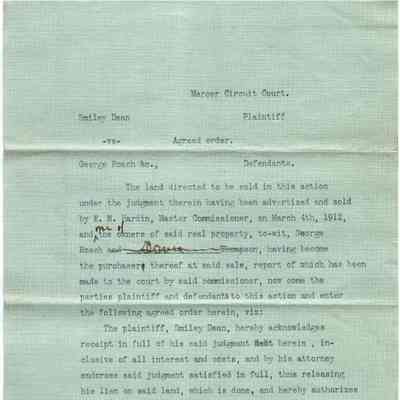 Mercer Circuit Court.
Smiley Dean Plaintiff
-vs- Agreed order.
George Roach &c., Defendants.
The land directed to be sold in this action
under the judgment therein having been advertized and sold
by E. H. Hardin, Master Commissioner, on March 4th, 1912,
one of
and the owners of said real property, to-wit, George
Roach and Thompson, having become
the purchaser thereof at said sale, report of which has been
made to the court by said commissioner, now come the
parties plaintiff and defendants to this action and enter
the following agreed order herein, viz:
The plaintiff, Smiley Dean, hereby acknowledges
receipt in full of his said judgment debt herein, in-
clusive of all interest and costs, and by his attorney
endorses said judgment satisfied in full, thus releasing
his lien on said land, which is done, and hereby authorizes